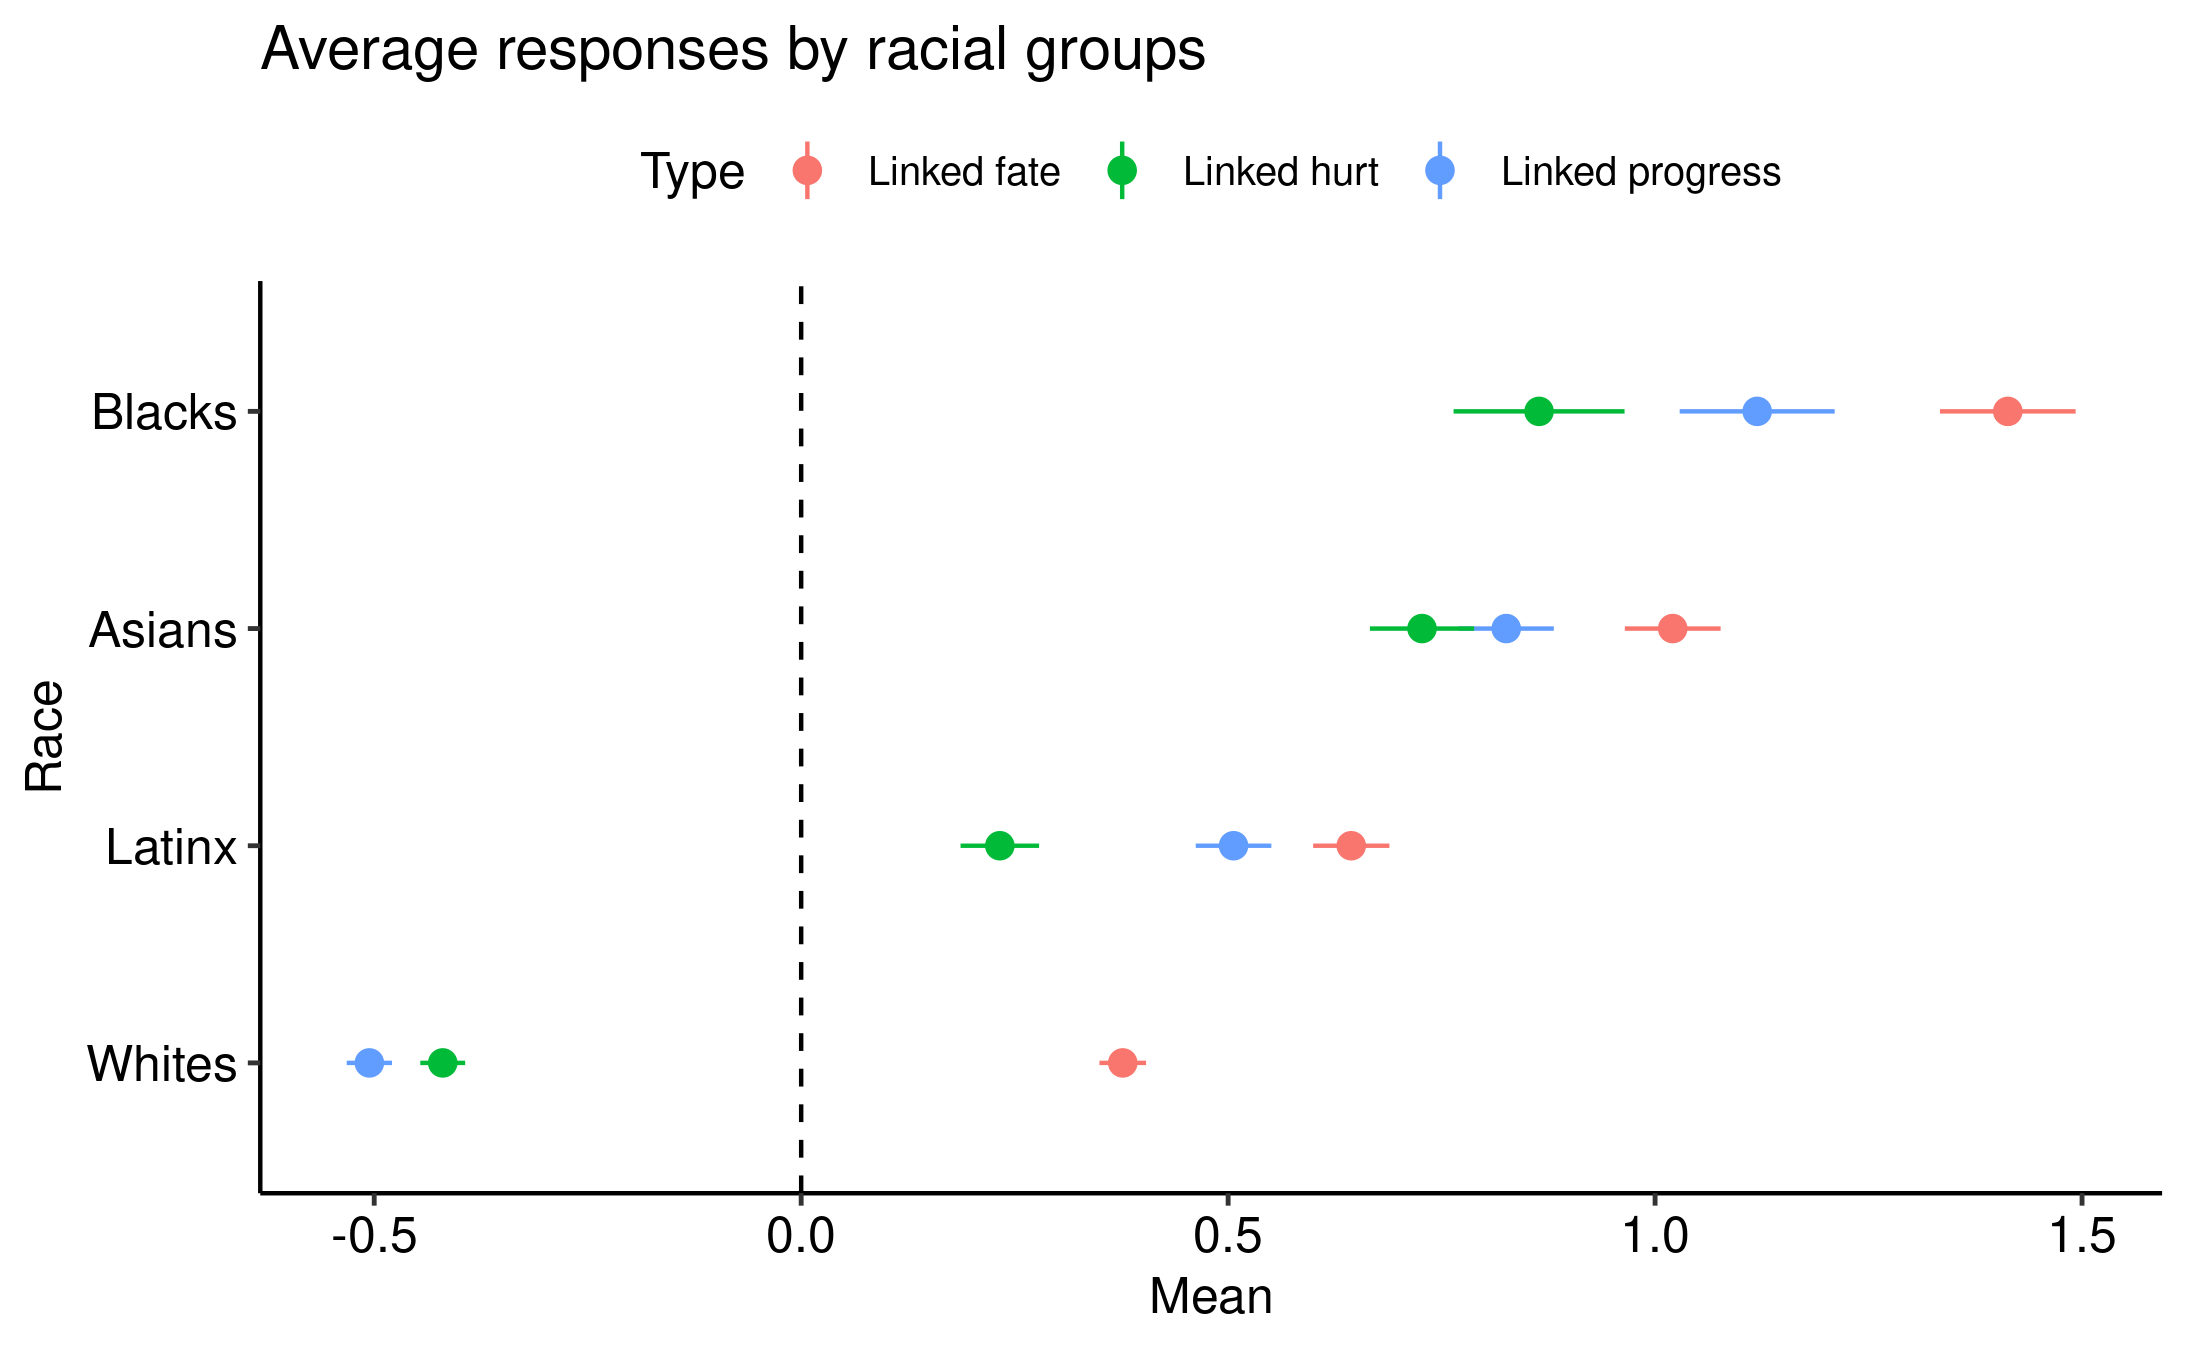 Average responses by racial groups
Type Linked fate Linked hurt Linked progress
Blacks
Asians
Latinx
Whites
Race
-0.5 0.0 0.5 1.0 1.5
Mean